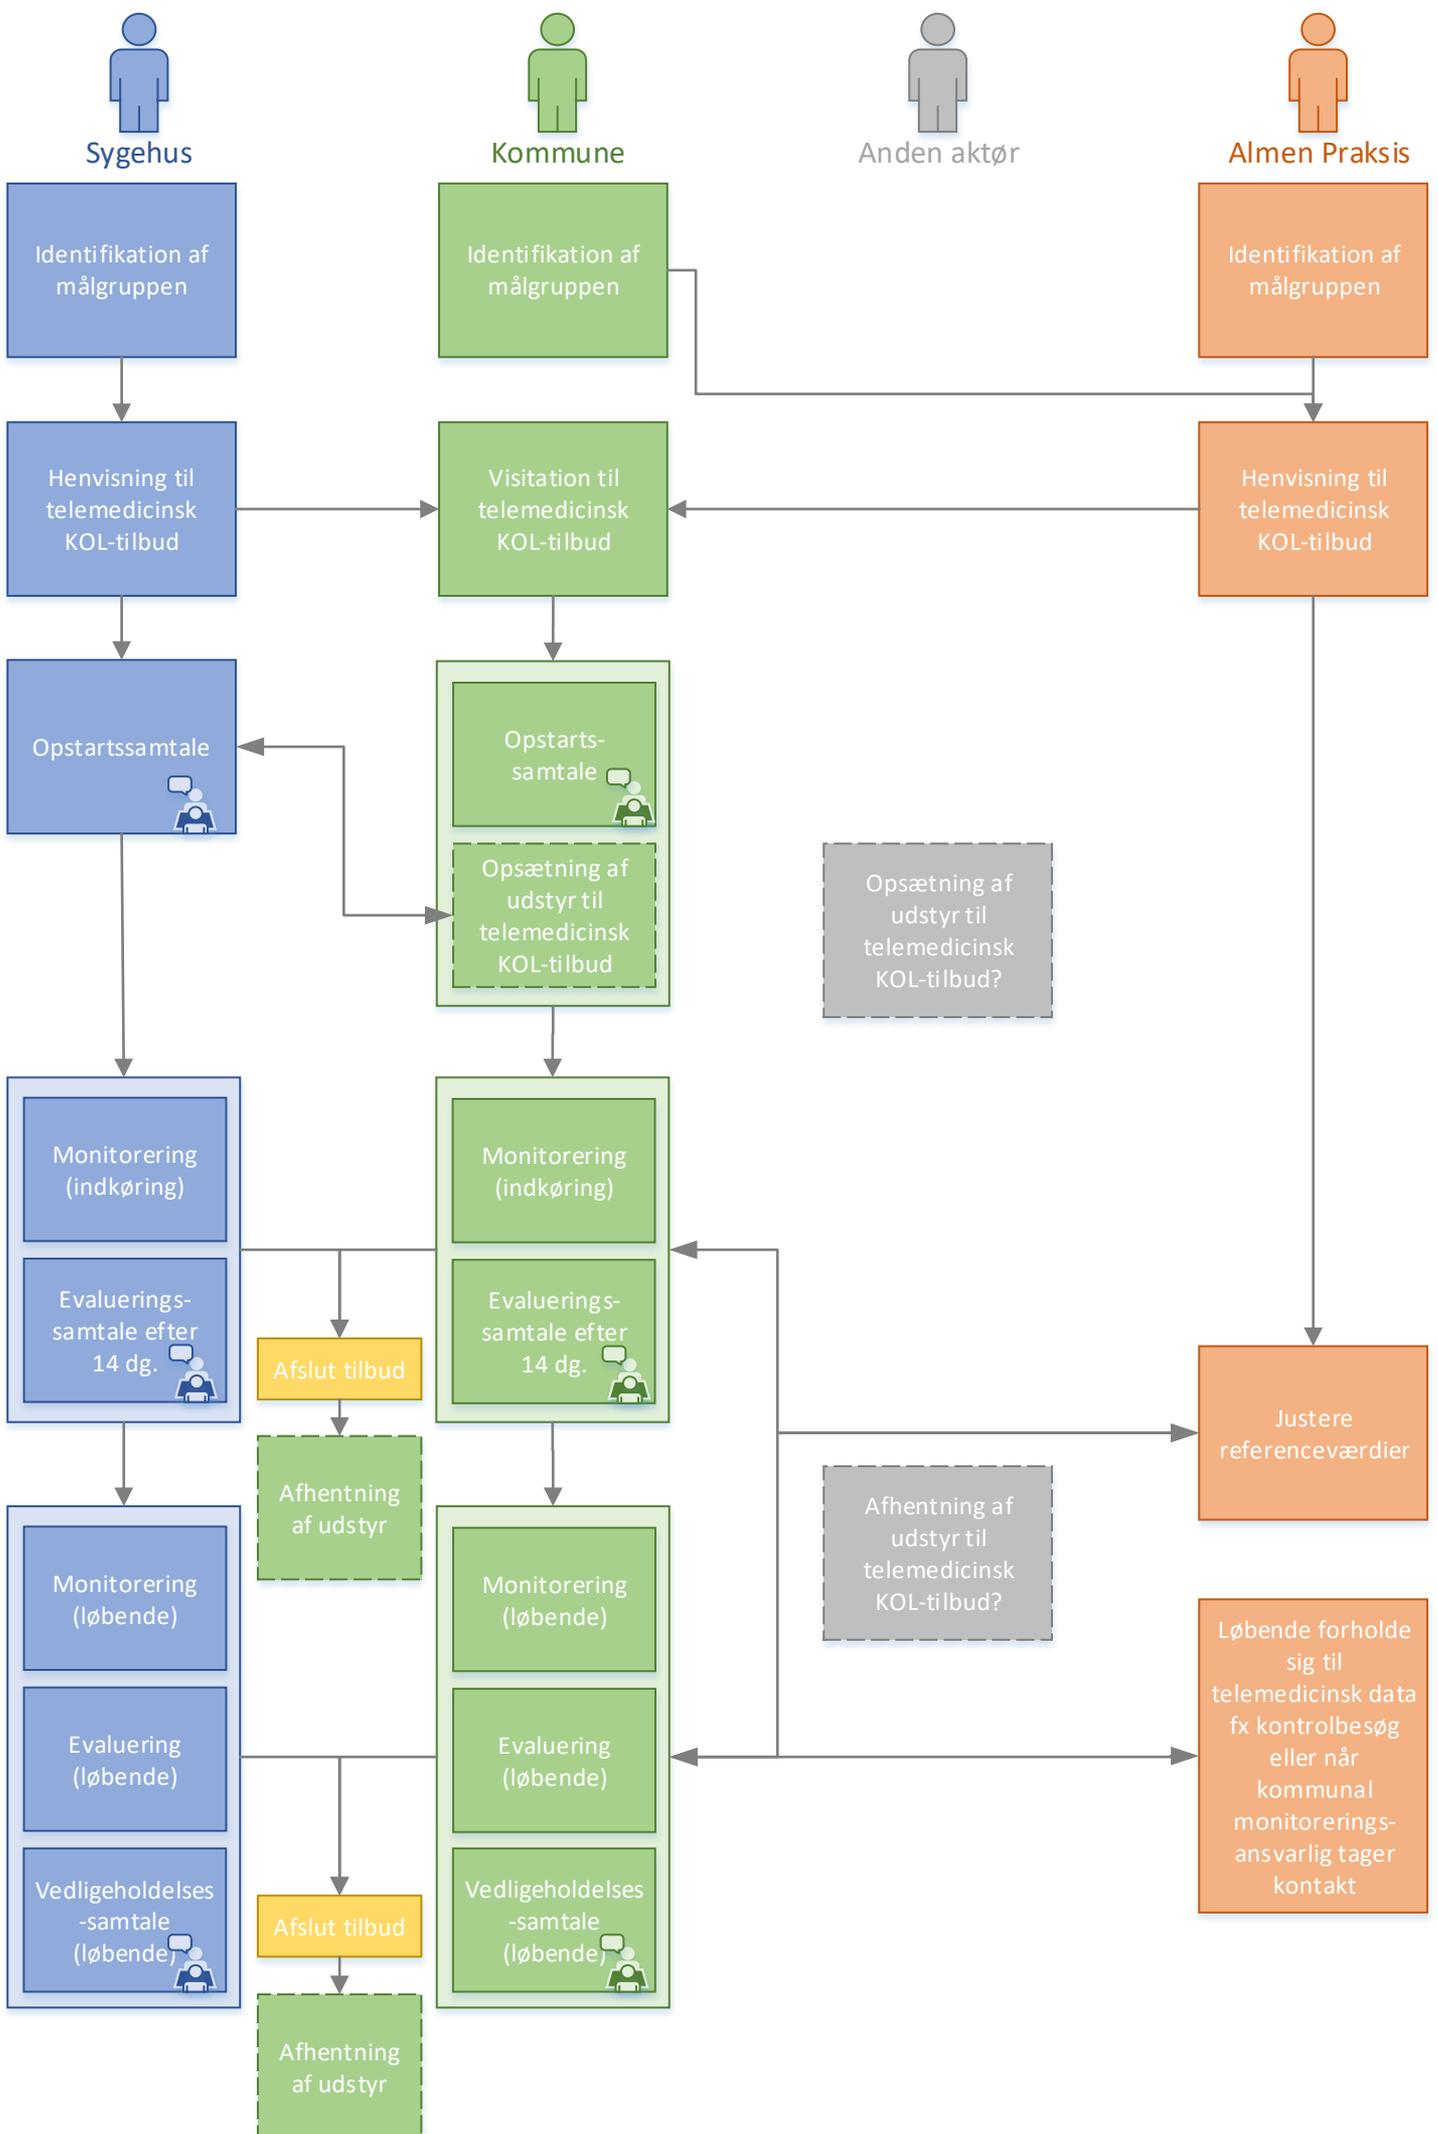 Sygehus
Kommune
Anden aktør
Almen Praksis
Identifikation af
målgruppen
Identifikation af
målgruppen
Identifikation af
målgruppen
Henvisning til
telemedicinsk
KOL-tilbud
Visitation til
telemedicinsk
KOL-tilbud
Henvisning til
telemedicinsk
KOL-tilbud
Opstartssamtale
Opstarts-
samtale
Opsætning af
udstyr til
telemedicinsk
KOL-tilbud
Opsætning af
udstyr til
telemedicinsk
KOL-tilbud?
Monitorering
(indkøring)
Monitorering
(indkøring)
Evaluerings-
samtale efter
14 dg.
Afslut tilbud
Evaluerings-
samtale efter
14 dg.
Justere
referenceværdier
Afhentning
af udstyr
Afhentning af
udstyr til
telemedicinsk
KOL-tilbud?
Monitorering
(løbende)
Monitorering
(løbende)
Løbende forholde
sig til
telemedicinsk data
fx kontrolbesøg
eller når
kommunal
monitorerings-
ansvarlig tager
kontakt
Evaluering
(løbende)
Evaluering
(løbende)
Vedligeholdelses
-samtale
(løbende)
Afslut tilbud
Vedligeholdelses
-samtale
(løbende)
Afhentning
af udstyr